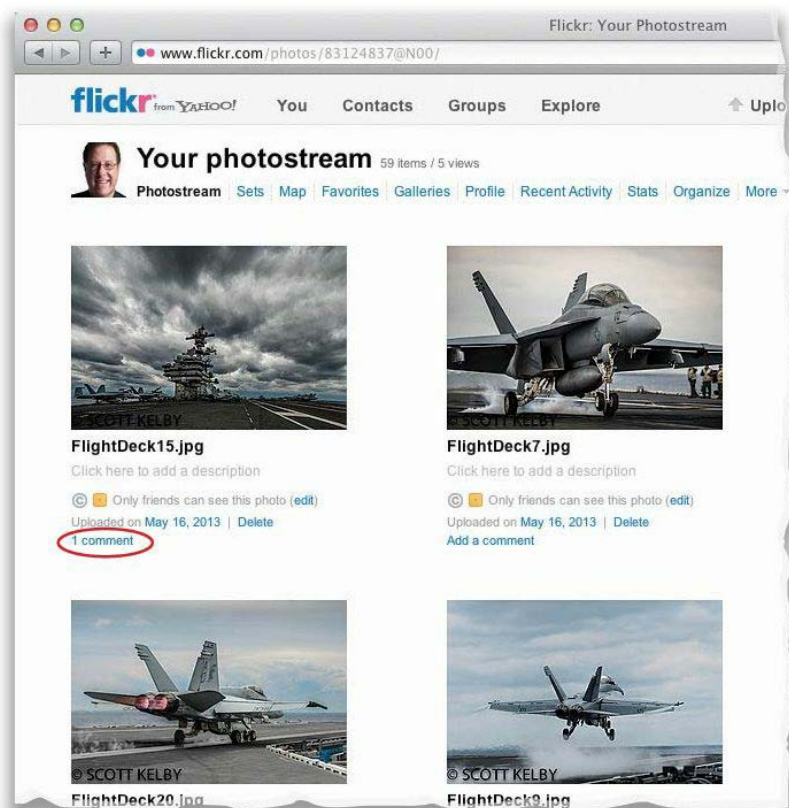 Flickr: Your Photostream
www.flickr.com/photos/83124837@N00/
flickr from YAHOO! You Contacts Groups Explore Uplo
Your photostream 59 items / 5 views
Photostream Sets Map Favorites Galleries Profile Recent Activity Stats Organize More
© SCOTT KELBY
© SCOTT KELBY
FlightDeck15.jpg
FlightDeck7.jpg
Click here to add a description
Click here to add a description
© Only friends can see this photo (edit)
© Only friends can see this photo (edit)
Uploaded on May 16, 2013 | Delete
Uploaded on May 16, 2013 | Delete
1 comment
Add a comment
© SCOTT KELBY
© SCOTT KELBY
FlightDeck20.jpg
FlightDeck9.jpg